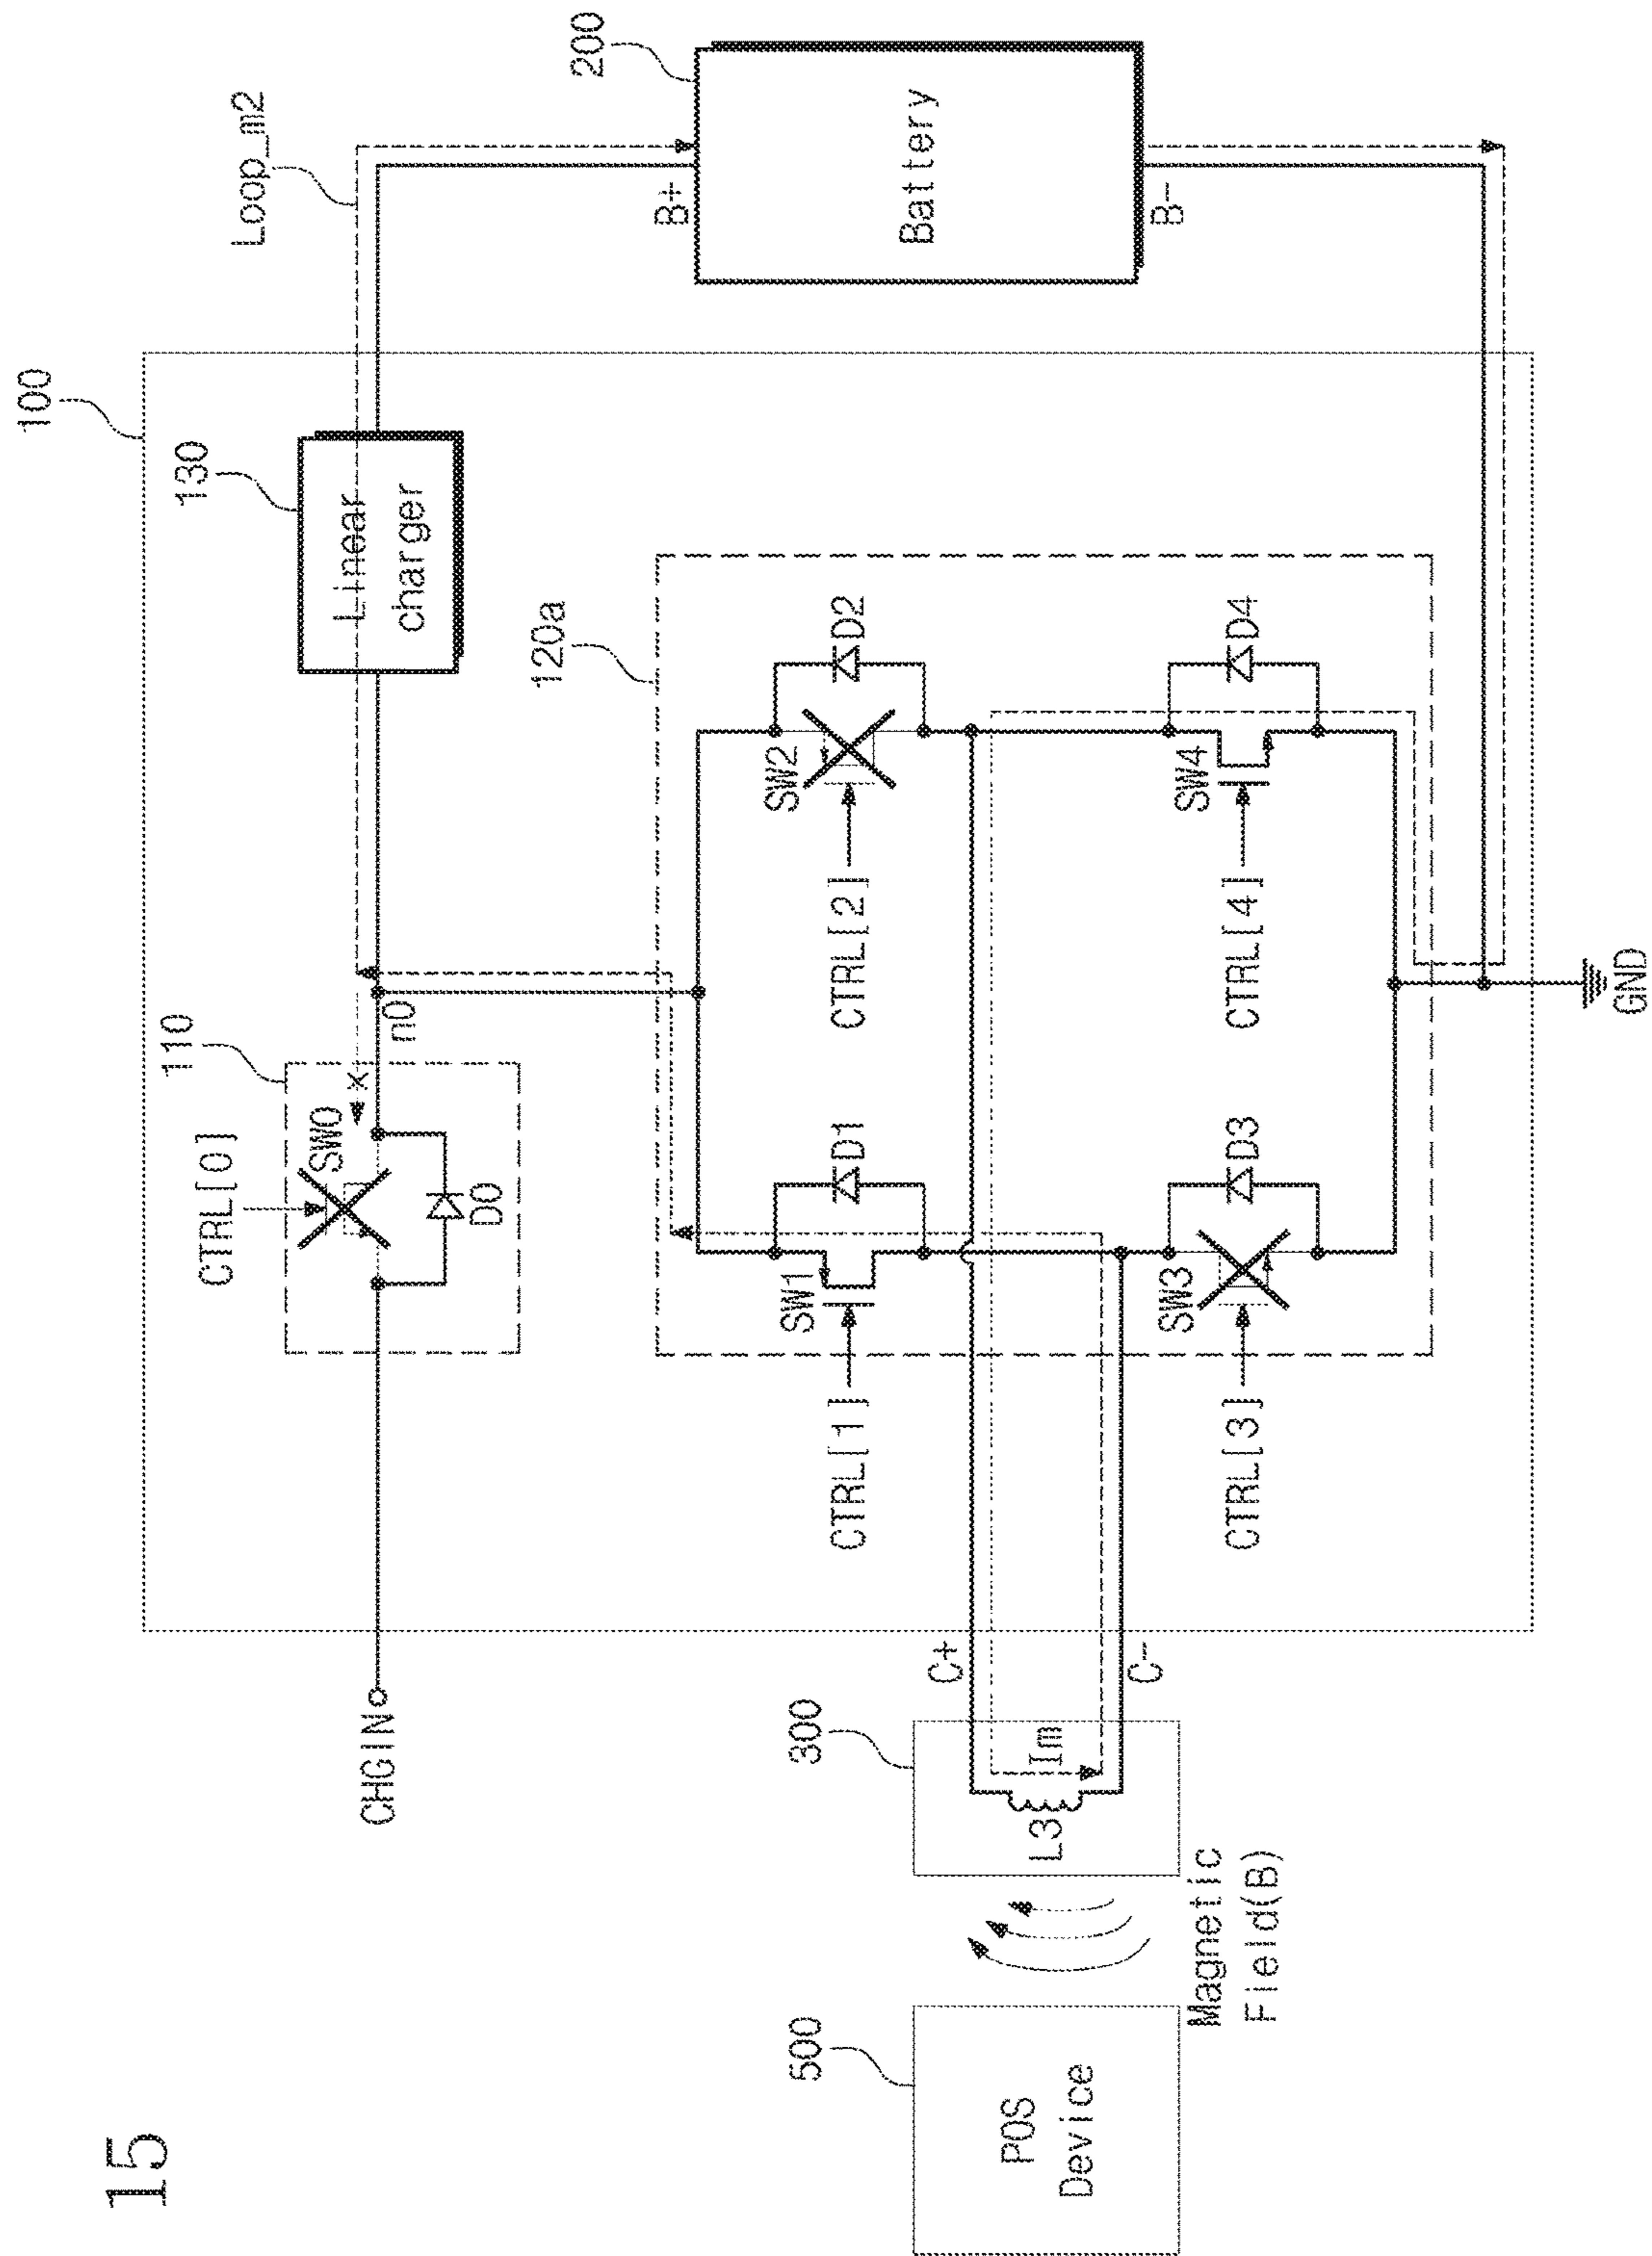 15
100
Loop_m2
200
130
Linear
charger
Battery
B+
B-
110
CTRL[0]
SW0
D0
n0
CHGIN
120a
SW1
D1
SW2
D2
CTRL[1]
CTRL[2]
SW3
D3
SW4
D4
CTRL[3]
CTRL[4]
GND
C+
C-
300
Im
L3
500
POS
Device
Magnetic
Field(B)